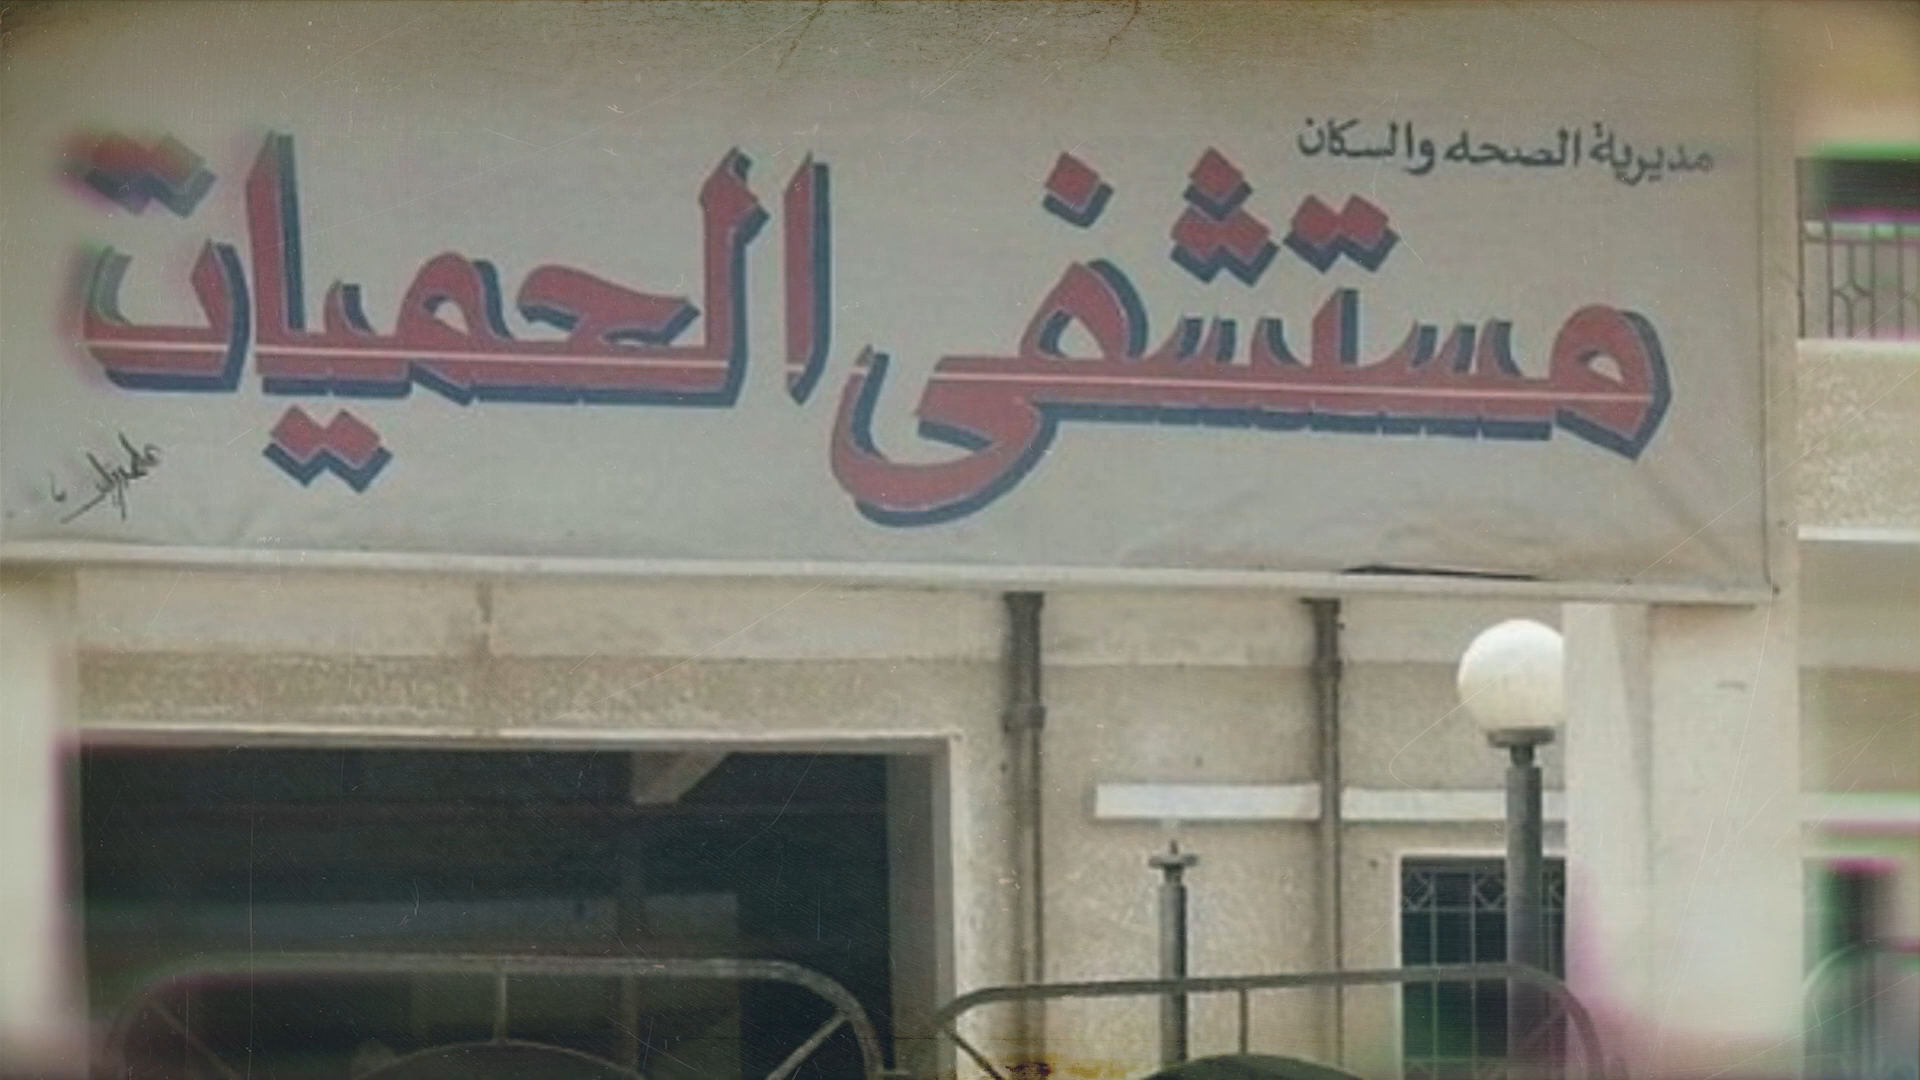 مديرية الصحه والسكان
مستشفى الحميات